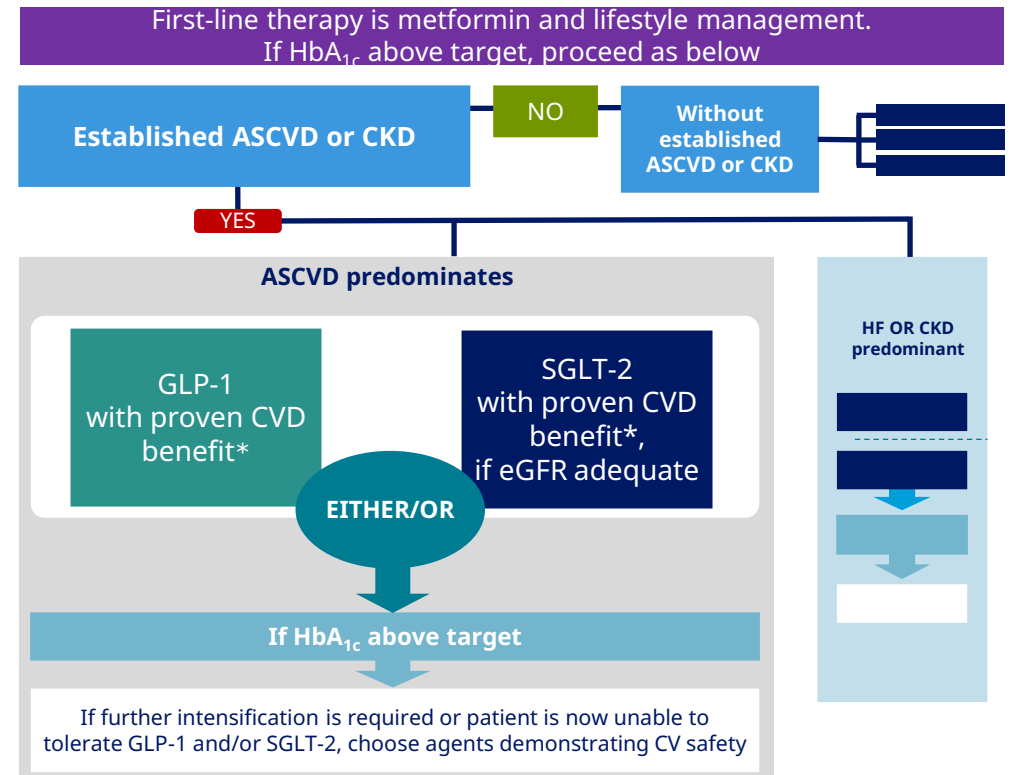 First-line therapy is metformin and lifestyle management.
If HbA1c above target, proceed as below
Established ASCVD or CKD
NO
Without
established
ASCVD or CKD
YES
ASCVD predominates
GLP-1
with proven CVD
benefit*
SGLT-2
with proven CVD
benefit*,
if eGFR adequate
EITHER/OR
If HbA1c above target
If further intensification is required or patient is now unable to
tolerate GLP-1 and/or SGLT-2, choose agents demonstrating CV safety
HF OR CKD
predominant